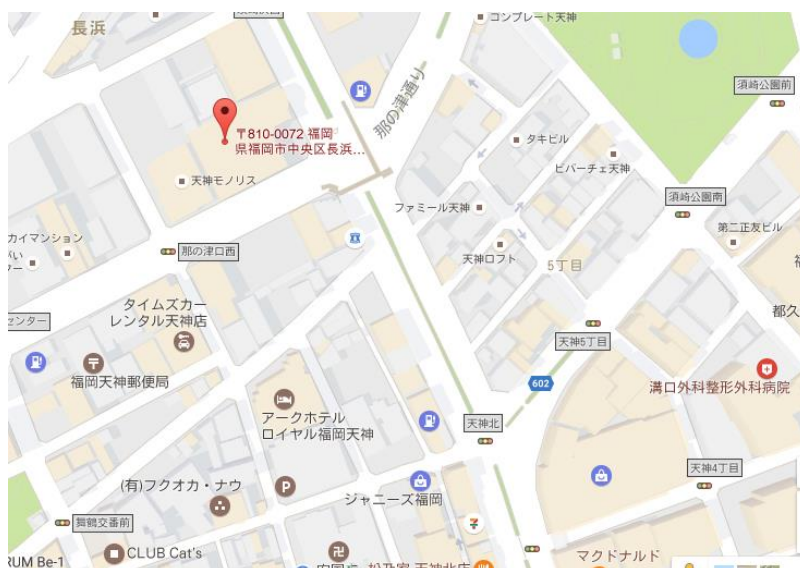 長浜
コンプレート天神
那の津通り
須崎公園前
〒810-0072 福岡
県福岡市中央区長浜...
タキビル
ビバーチェ天神
天神モノリス
須崎公園南
ファミール天神
第二正友ビル
カイマンション
那の津口西
天神ロフト
5丁目
タイムズカー
レンタル天神店
都久
センター
天神5丁目
福岡天神郵便局
602
溝口外科整形外科病院
アークホテル
ロイヤル福岡天神
天神北
天神4丁目
(有)フクオカ・ナウ
P
ジャニーズ福岡
舞鶴交番前
CLUB Cat's
RUM Be-1
マクドナルド